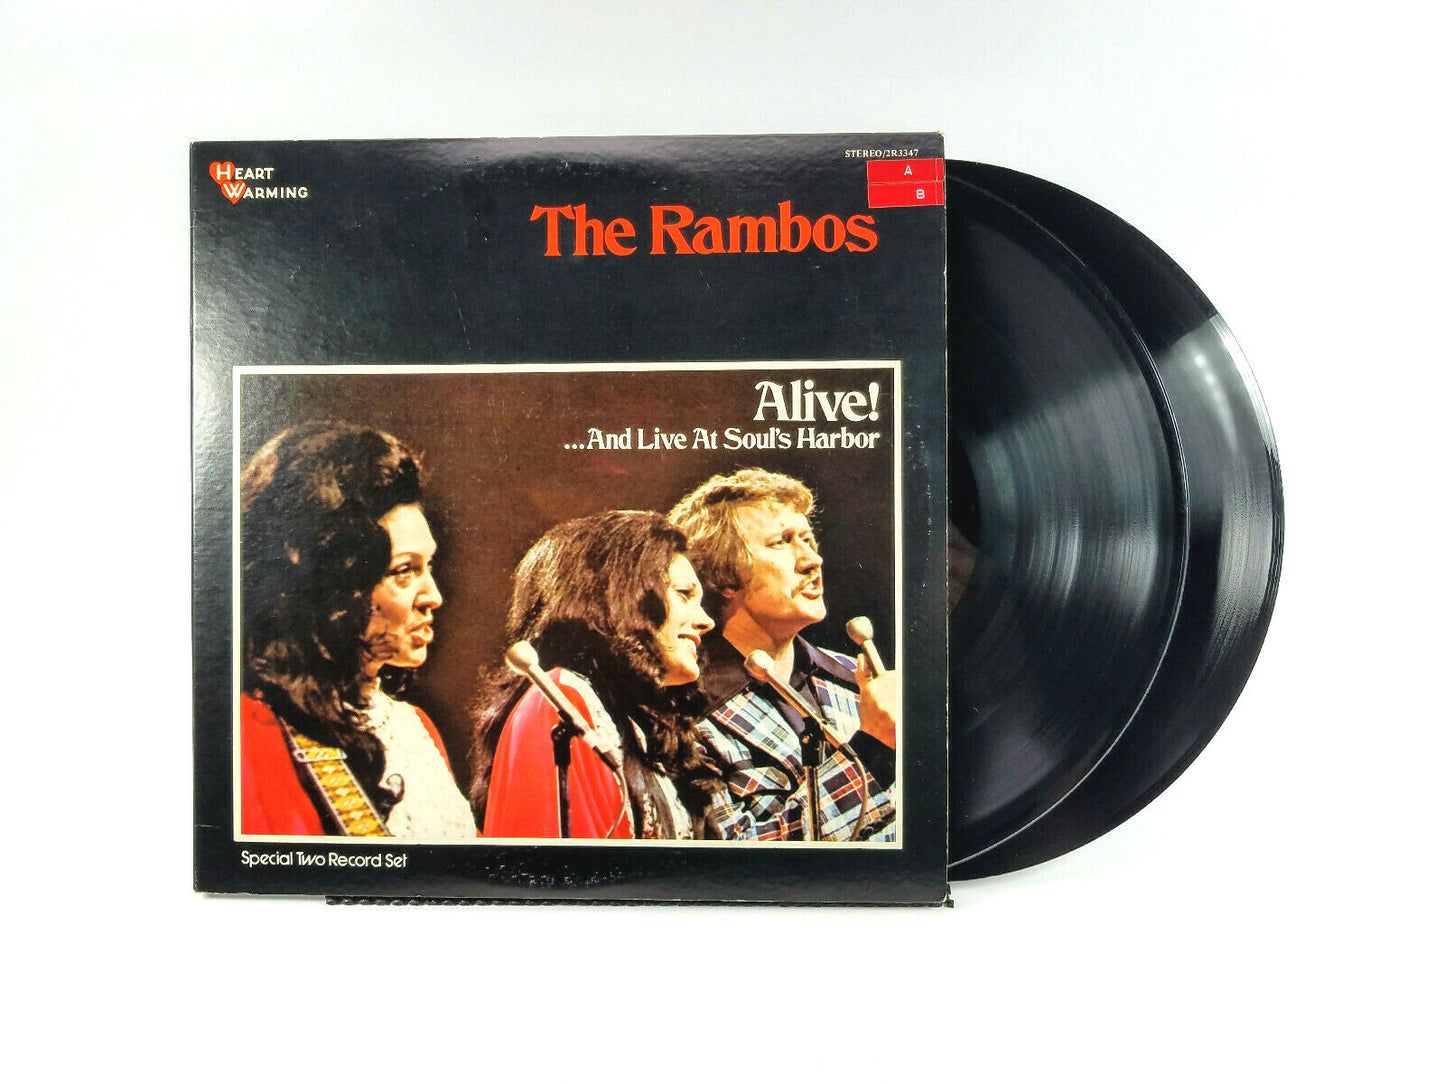 HEART
WARMING
STEREO/2R3347
A
B
The Rambos
Alive!
...And Live At Soul's Harbor
Special Two Record Set